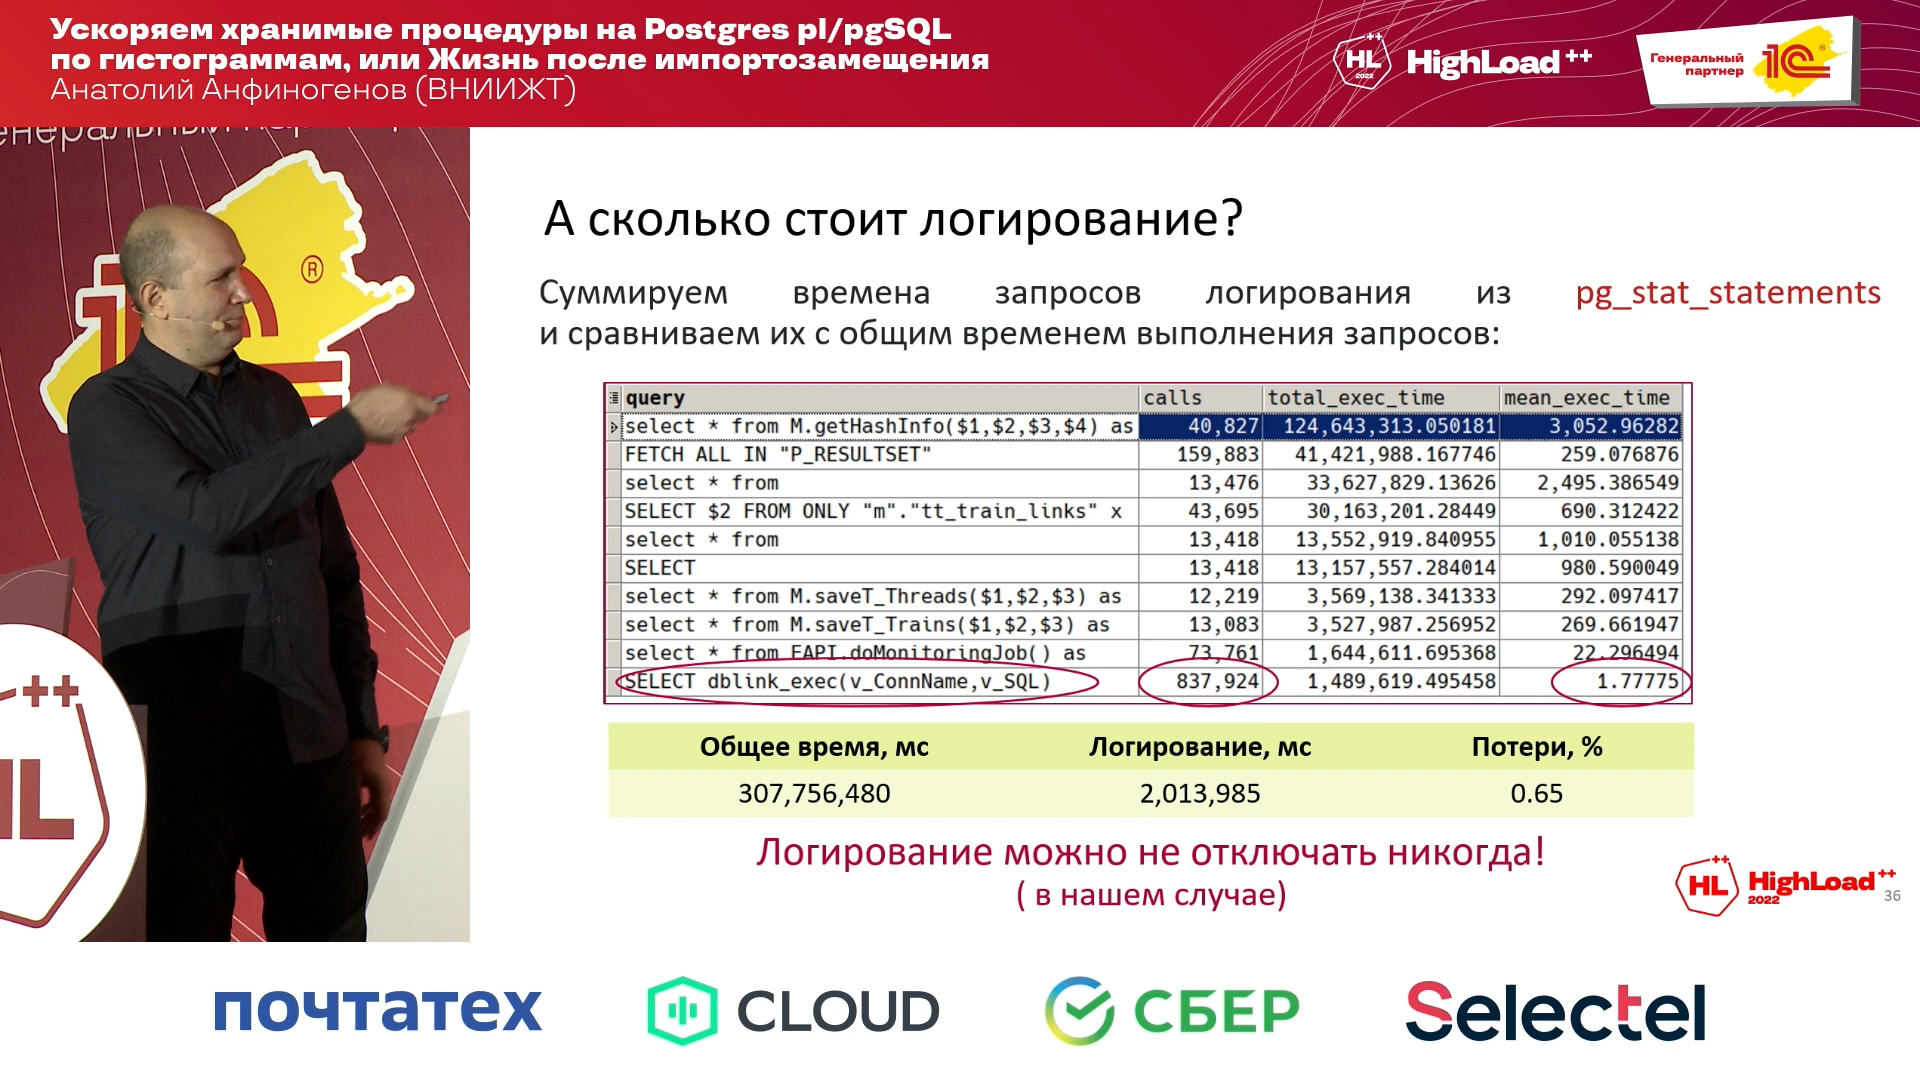 Ускоряем хранимые процедуры на Postgres pl/pgSQL
по гистограммам, или Жизнь после импортозамещения
Анатолий Анфиногенов (ВНИИЖТ)
HL ++ 2022
HighLoad ++
Генеральный
партнер
1С ®
®
++
HL
А сколько стоит логирование?
Суммируем времена запросов логирования из pg_stat_statements
и сравниваем их с общим временем выполнения запросов:
query calls total_exec_time mean_exec_time
select * from M.getHashInfo($1,$2,$3,$4) as 40,827 124,643,313.050181 3,052.96282
FETCH ALL IN "P_RESULTSET" 159,883 41,421,988.167746 259.076876
select * from 13,476 33,627,829.13626 2,495.386549
SELECT $2 FROM ONLY "m"."tt_train_links" x 43,695 30,163,201.28449 690.312422
select * from 13,418 13,552,919.840955 1,010.055138
SELECT 13,418 13,157,557.284014 980.590049
select * from M.saveT_Threads($1,$2,$3) as 12,219 3,569,138.341333 292.097417
select * from M.saveT_Trains($1,$2,$3) as 13,083 3,527,987.256952 269.661947
select * from EAPI.doMonitoringJob() as 73,761 1,644,611.695368 22.296494
SELECT dblink_exec(v_ConnName,v_SQL) 837,924 1,489,619.495458 1.77775
Общее время, мс Логирование, мс Потери, %
307,756,480 2,013,985 0.65
Логирование можно не отключать никогда!
( в нашем случае)
HL ++ HighLoad ++
2022
36
почтатех
CLOUD
СБЕР
Selectel